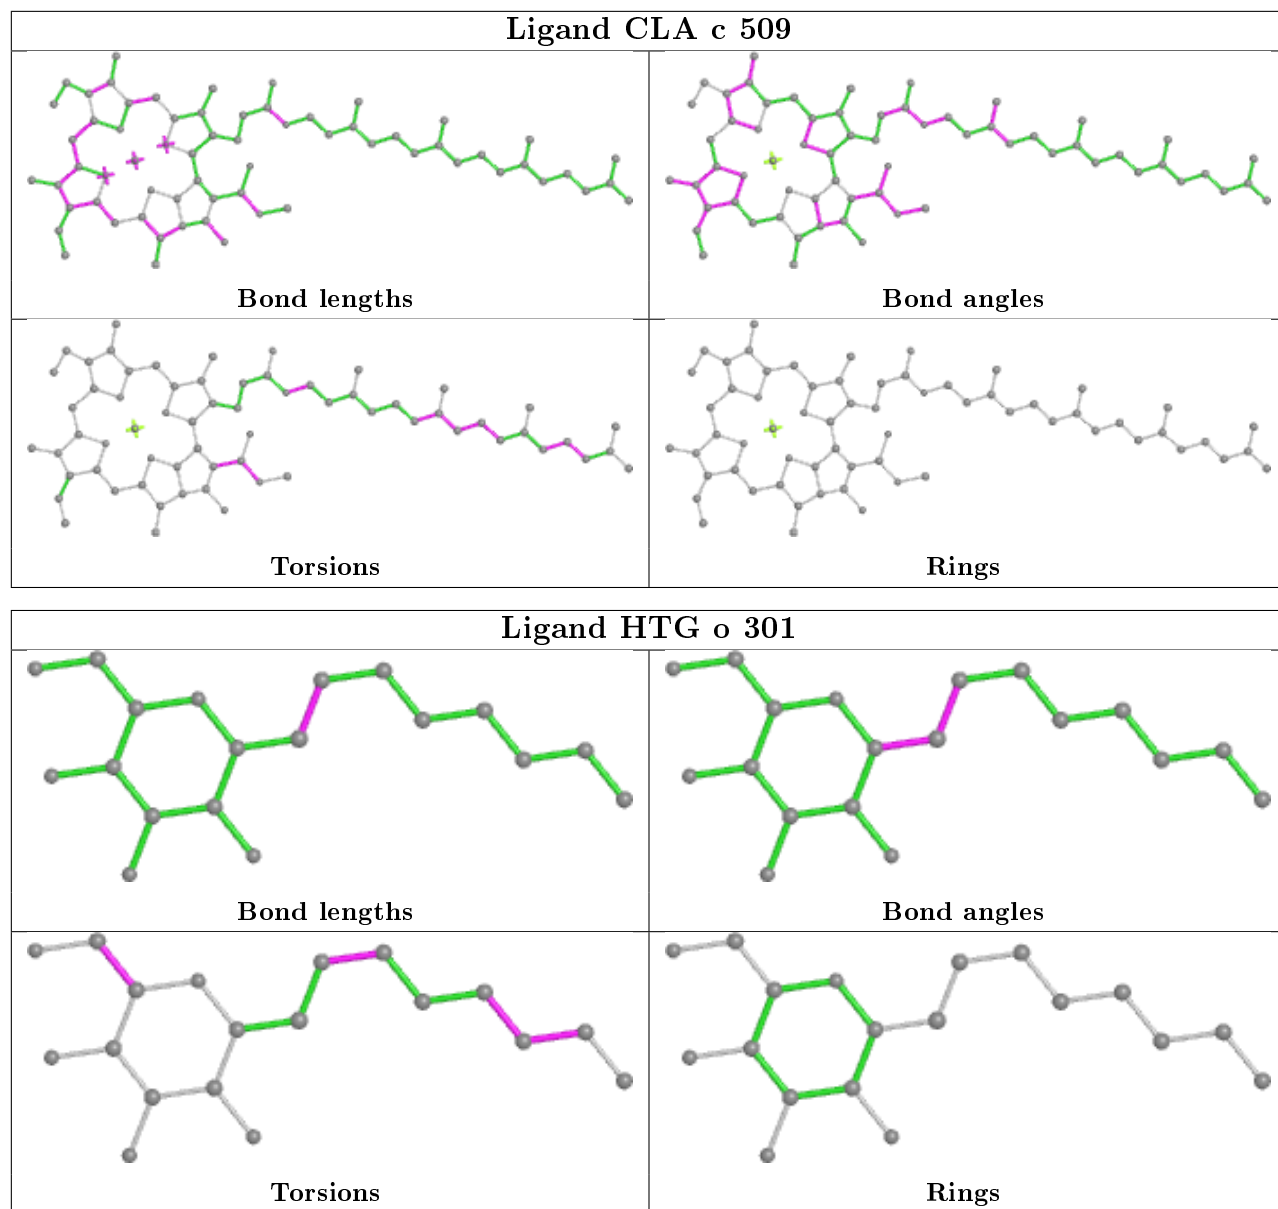 Ligand CLA c 509
Bond lengths
Bond angles
Torsions
Rings
Ligand HTG o 301
Bond lengths
Bond angles
Torsions
Rings